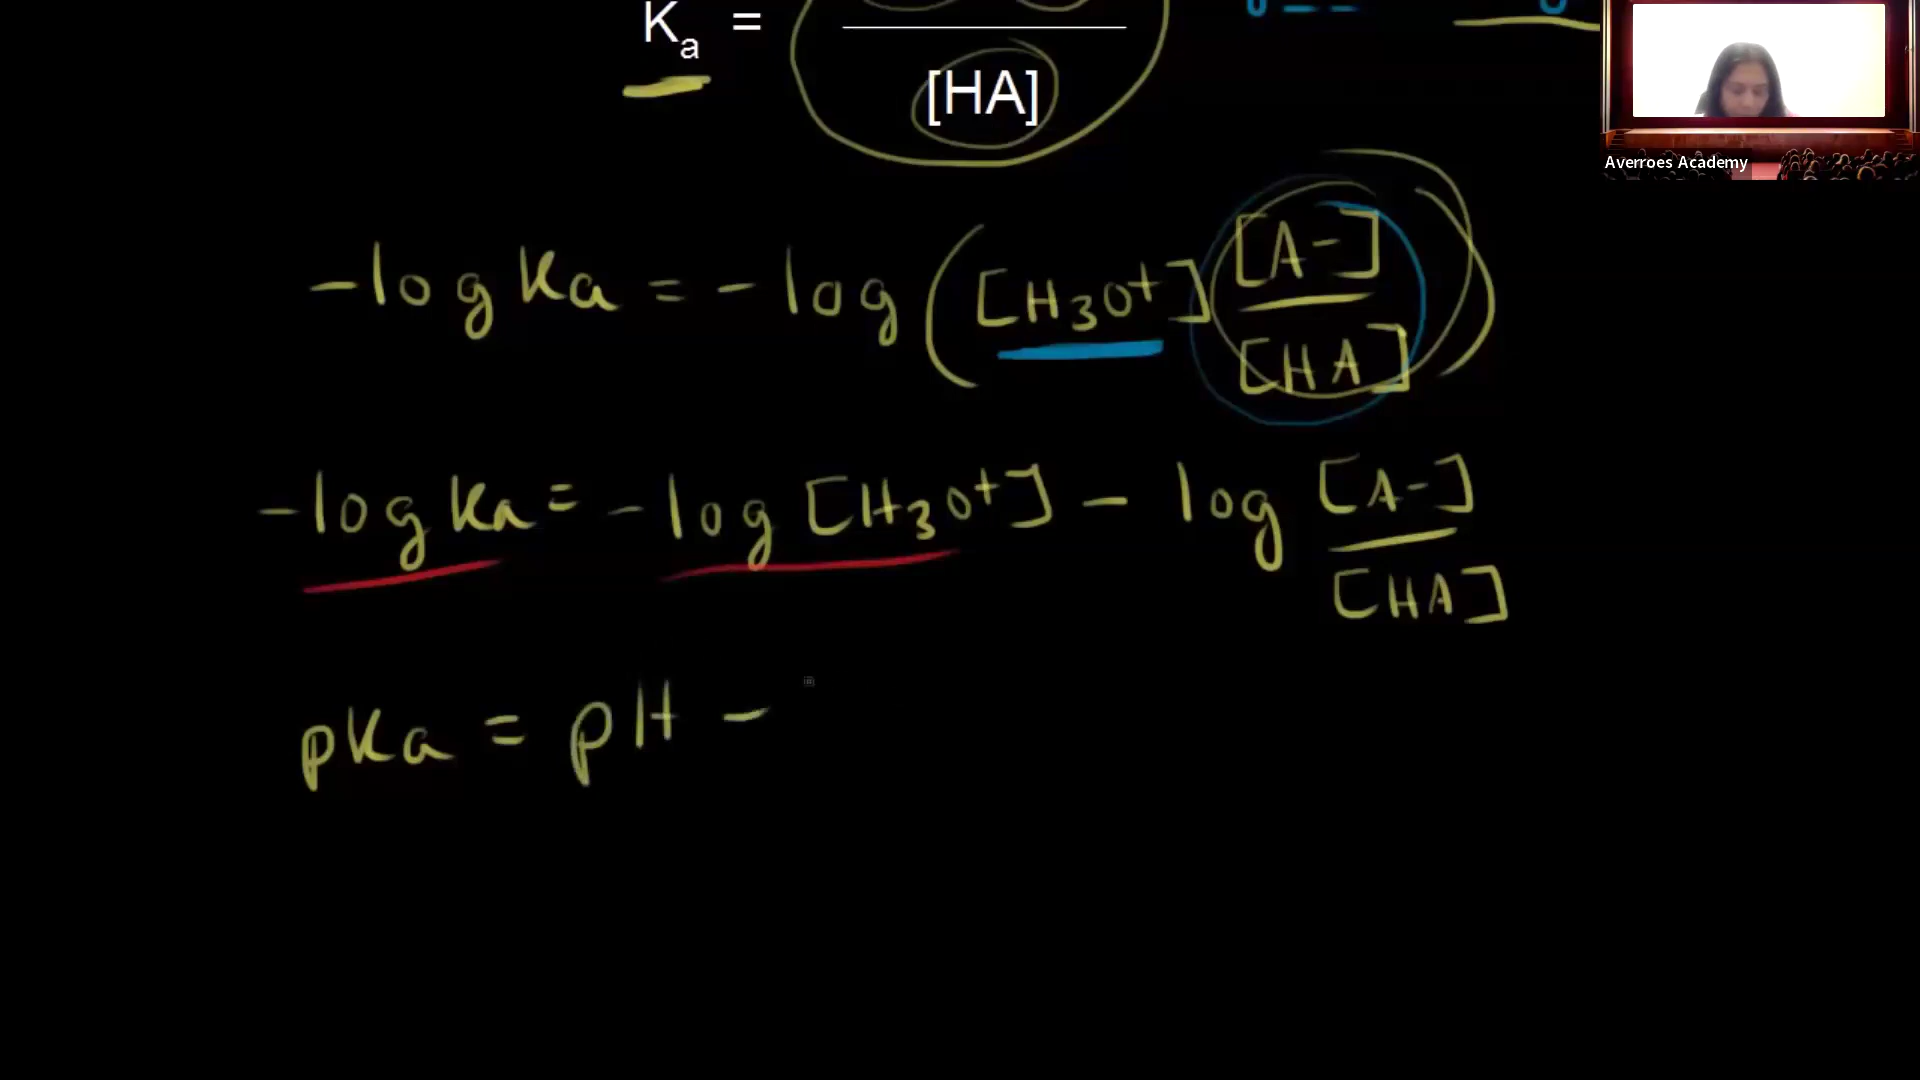 Ka =
[HA]
Averroes Academy
-log Ka = - log ([H3O+] [A-]
[HA])
-log Ka = - log [H3O+] - log [A-]
[HA]
pKa = pH -